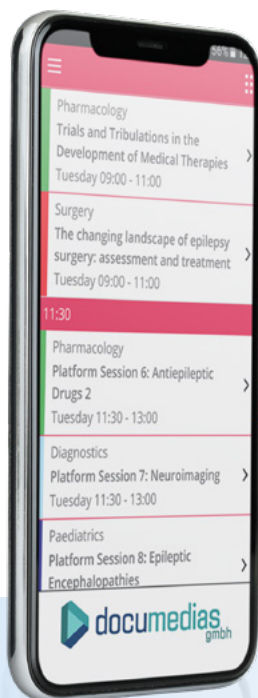 56%
Pharmacology
Trials and Tribulations in the
Development of Medical Therapies
Tuesday 09:00 - 11:00
Surgery
The changing landscape of epilepsy
surgery: assessment and treatment
Tuesday 09:00 - 11:00
11:30
Pharmacology
Platform Session 6: Antiepileptic
Drugs 2
Tuesday 11:30 - 13:00
Diagnostics
Platform Session 7: Neuroimaging
Tuesday 11:30 - 13:00
Paediatrics
Platform Session 8: Epileptic
Encephalopathies
documedias
gmbh